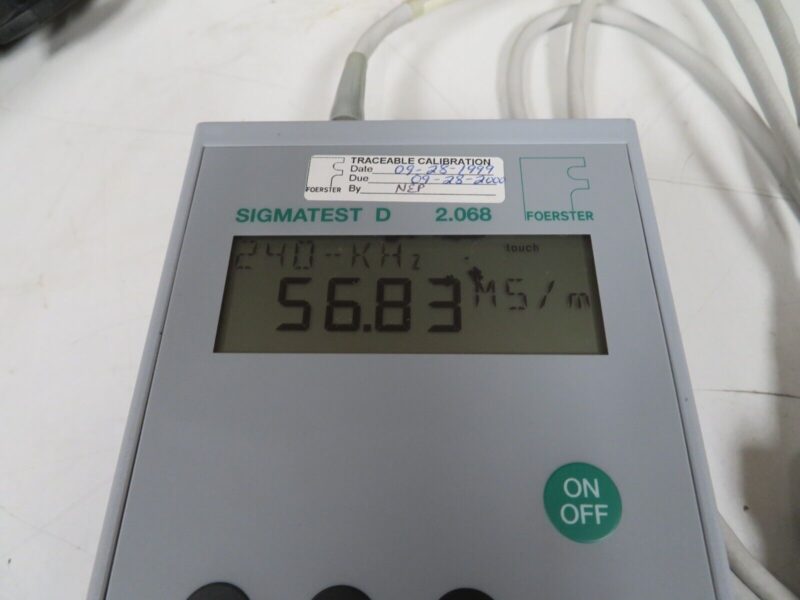 TRACEABLE CALIBRATION
Date 09-28-1999
Due 09-28-2000
FOERSTER By NEP
SIGMATEST D 2.068 FOERSTER
240-KHz touch
56.83 MS/m
ON
OFF